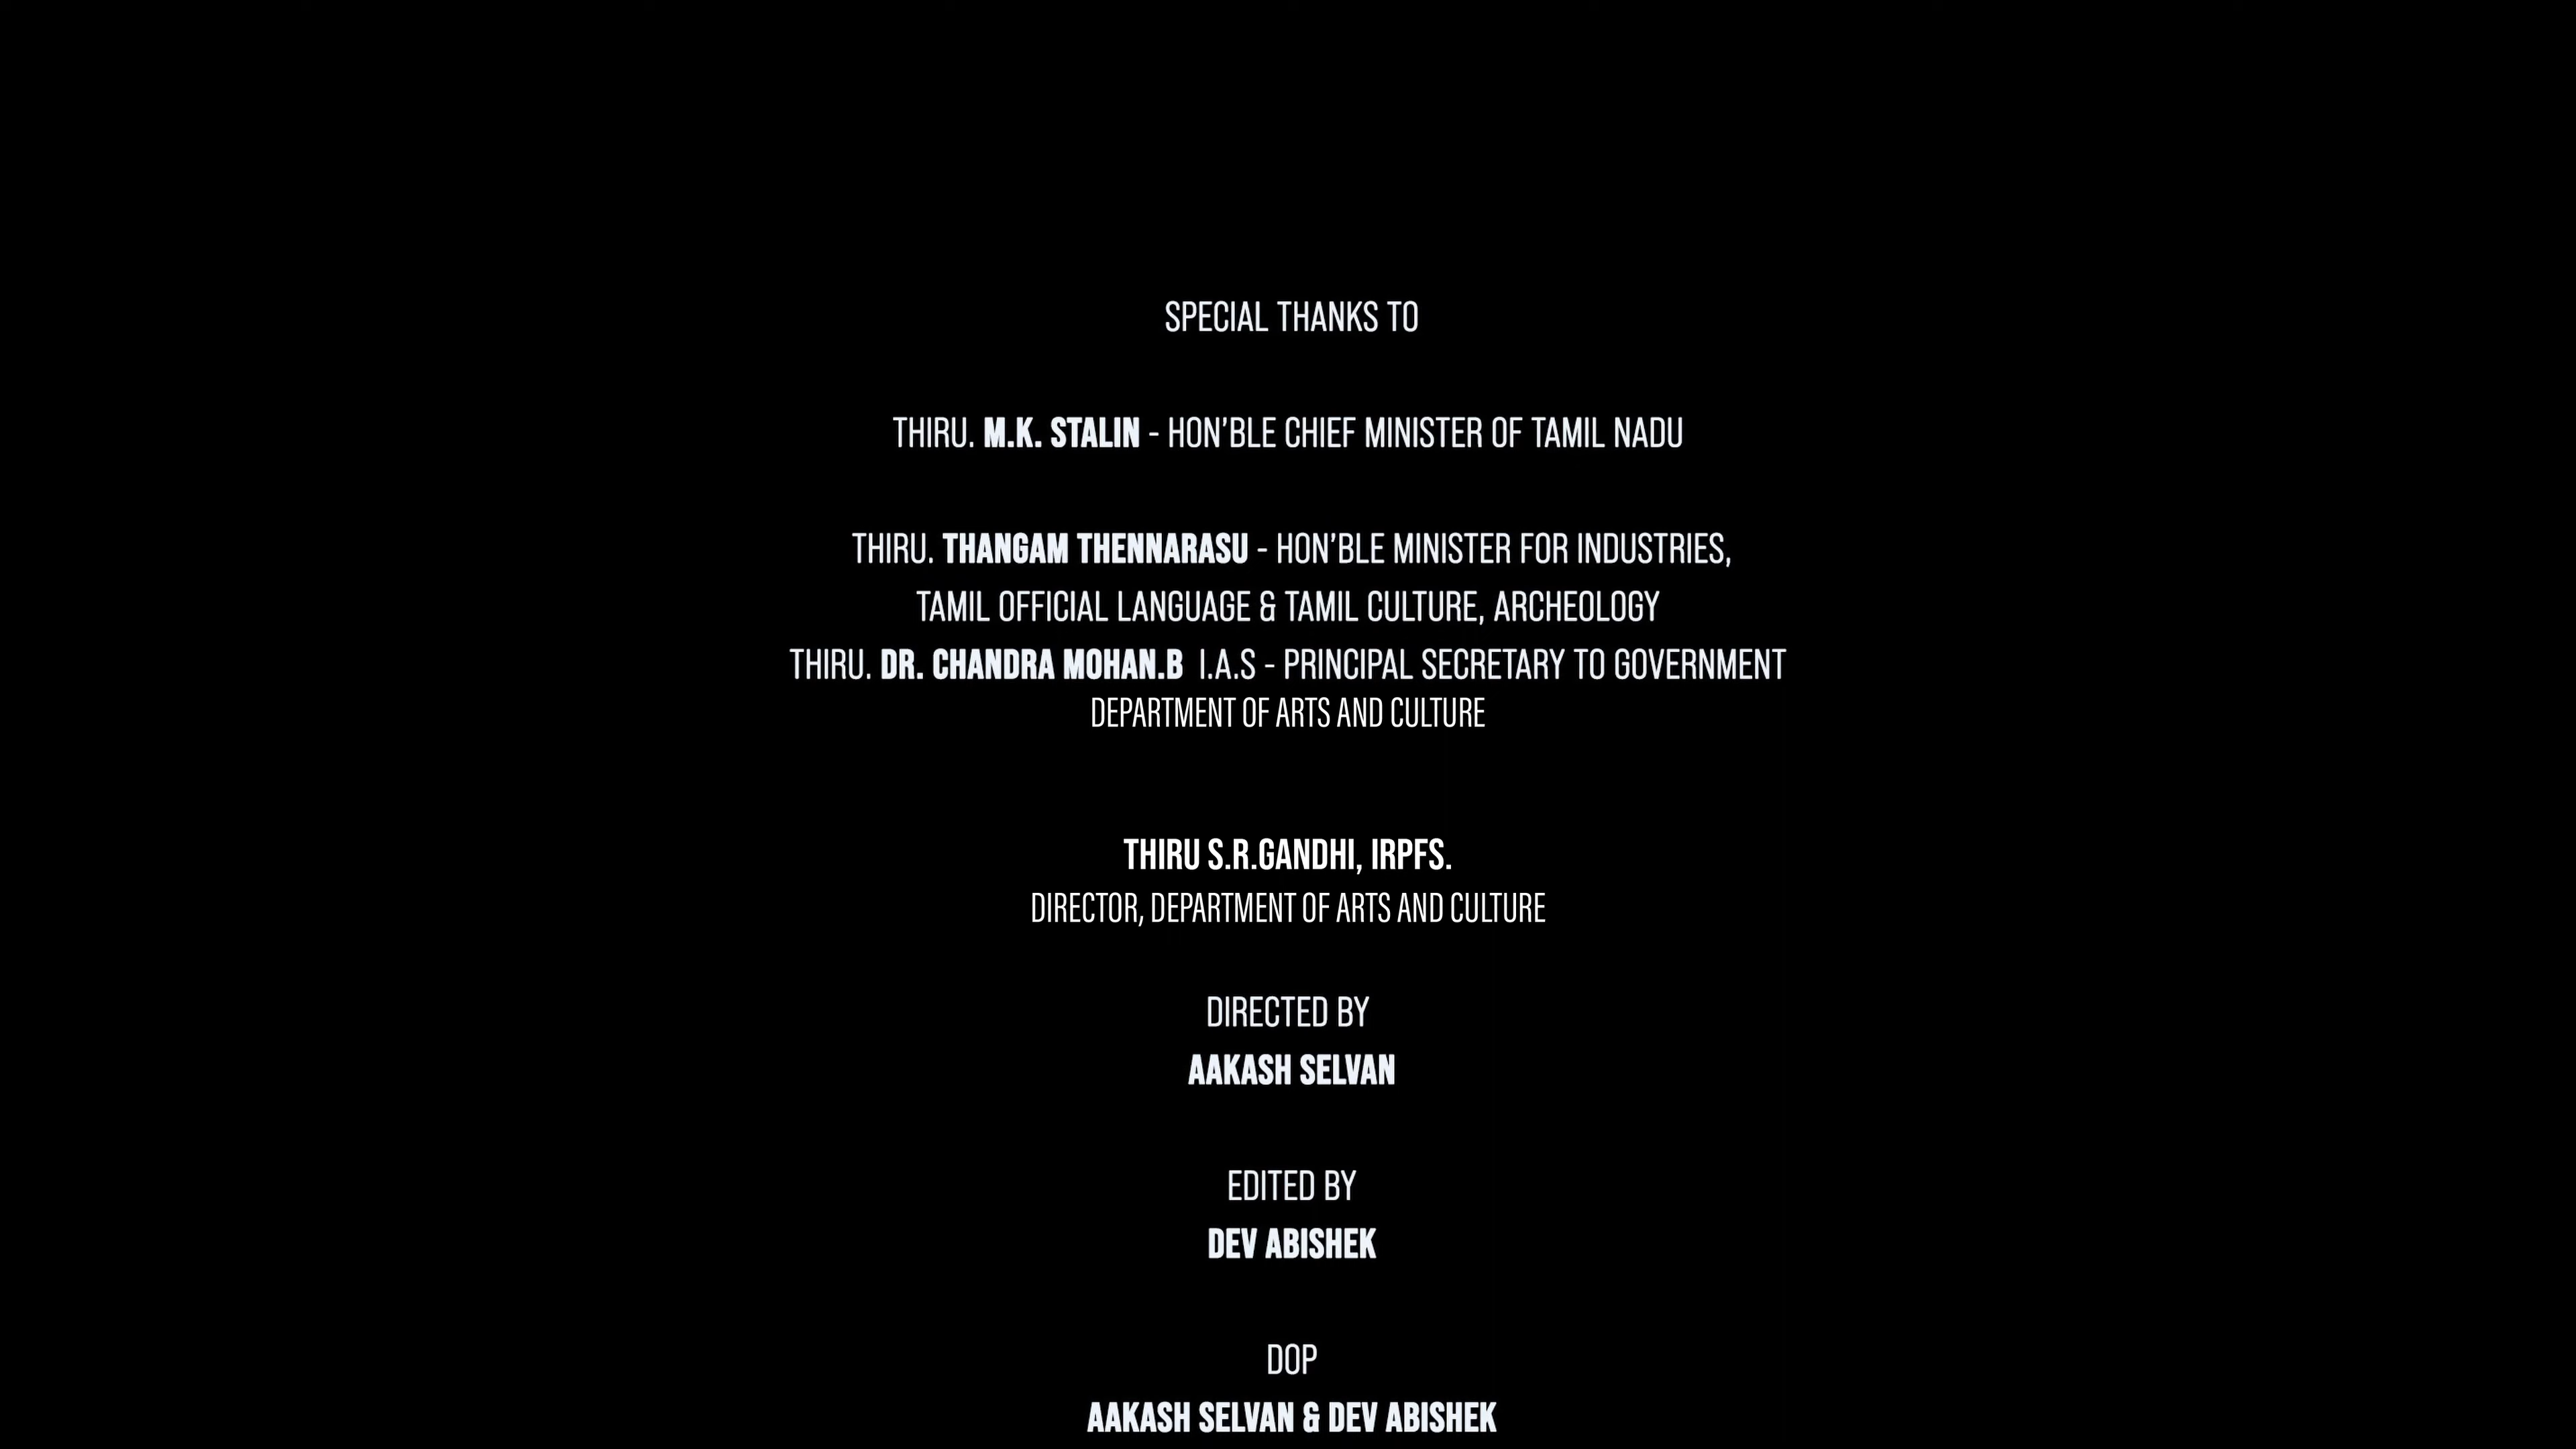 SPECIAL THANKS TO
THIRU. M.K. STALIN - HON'BLE CHIEF MINISTER OF TAMIL NADU
THIRU. THANGAM THENNARASU - HON'BLE MINISTER FOR INDUSTRIES,
TAMIL OFFICIAL LANGUAGE & TAMIL CULTURE, ARCHEOLOGY
THIRU. DR. CHANDRA MOHAN.B I.A.S - PRINCIPAL SECRETARY TO GOVERNMENT
DEPARTMENT OF ARTS AND CULTURE
THIRU S.R.GANDHI, IRPFS.
DIRECTOR, DEPARTMENT OF ARTS AND CULTURE
DIRECTED BY
AAKASH SELVAN
EDITED BY
DEV ABISHEK
DOP
AAKASH SELVAN & DEV ABISHEK